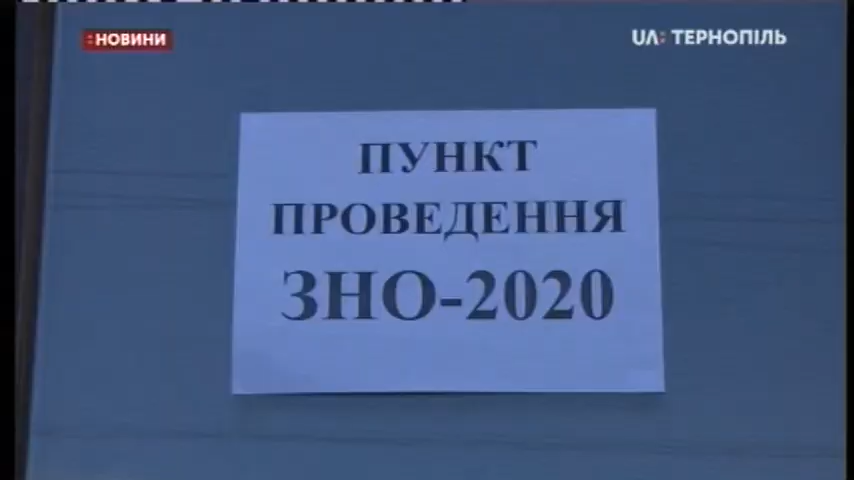 :НОВИНИ
UA: ТЕРНОПІЛЬ
ПУНКТ
ПРОВЕДЕННЯ
ЗНО-2020